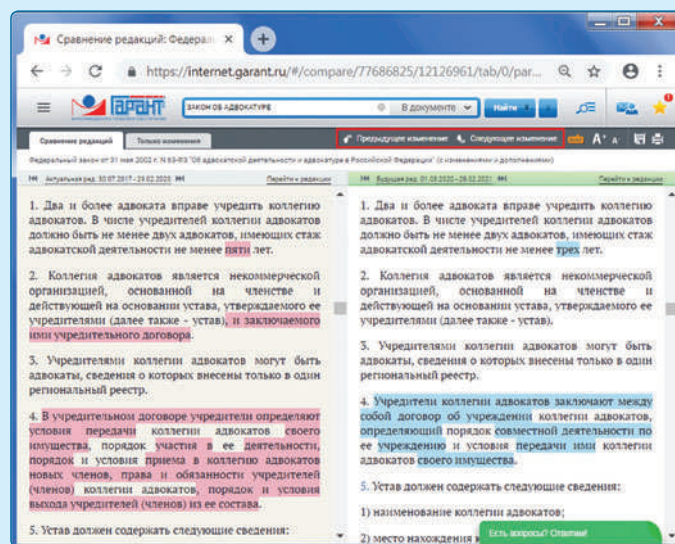 Сравнение редакций: Федерал
https://internet.garant.ru/#/compare/77686825/12126961/tab/0/par...
ГАРАНТ
ЗАКОН ОБ АДВОКАТУРЕ
В документе
Найти
Сравнение редакций
Только изменения
Предыдущее изменение
Следующее изменение
Федеральный закон от 31 мая 2002 г. N 63-ФЗ "Об адвокатской деятельности и адвокатуре в Российской Федерации" (с изменениями и дополнениями)
Актуальная ред. 30.07.2017 - 29.02.2020
Перейти к редакции
1. Два и более адвоката вправе учредить коллегию
адвокатов. В числе учредителей коллегии адвокатов
должно быть не менее двух адвокатов, имеющих стаж
адвокатской деятельности не менее пяти лет.
2. Коллегия адвокатов является некоммерческой
организацией, основанной на членстве и
действующей на основании устава, утверждаемого ее
учредителями (далее также - устав), и заключаемого
ими учредительного договора.
3. Учредителями коллегии адвокатов могут быть
адвокаты, сведения о которых внесены только в один
региональный реестр.
4. В учредительном договоре учредители определяют
условия передачи коллегии адвокатов своего
имущества, порядок участия в ее деятельности,
порядок и условия приема в коллегию адвокатов
новых членов, права и обязанности учредителей
(членов) коллегии адвокатов, порядок и условия
выхода учредителей (членов) из ее состава.
5. Устав должен содержать следующие сведения:
Будущая ред. 01.03.2020 - 28.02.2021
Перейти к редакции
1. Два и более адвоката вправе учредить коллегию
адвокатов. В числе учредителей коллегии адвокатов
должно быть не менее двух адвокатов, имеющих стаж
адвокатской деятельности не менее трех лет.
2. Коллегия адвокатов является некоммерческой
организацией, основанной на членстве и
действующей на основании устава, утверждаемого ее
учредителями (далее также - устав).
3. Учредителями коллегии адвокатов могут быть
адвокаты, сведения о которых внесены только в один
региональный реестр.
4. Учредители коллегии адвокатов заключают между
собой договор об учреждении коллегии адвокатов,
определяющий порядок совместной деятельности по
ее учреждению и условия передачи ими коллегии
адвокатов своего имущества.
5. Устав должен содержать следующие сведения:
1) наименование коллегии адвокатов;
2) место нахождения
Есть вопросы? Ответим!